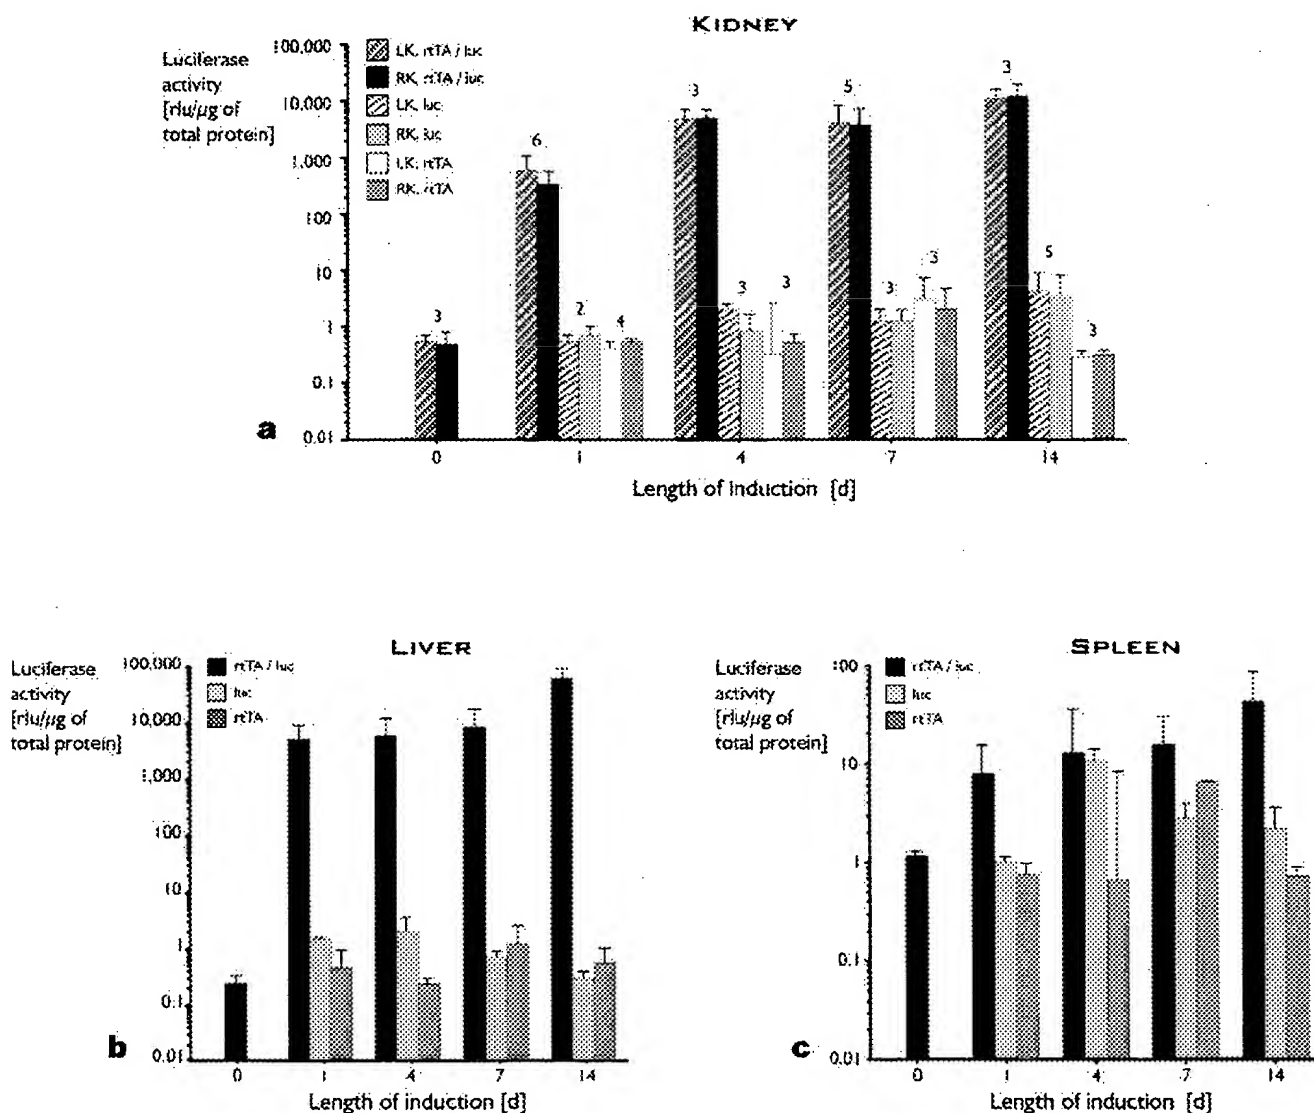 KIDNEY
Luciferase
activity
[rlu/µg of
total protein]
100,000
10,000
1,000
100
10
1
0.1
0.01
LK, rtTA / luc
RK, rtTA / luc
LK, luc
RK, luc
LK, rtTA
RK, rtTA
3
6
2
4
3
3
3
5
3
3
3
5
3
0
1
4
7
14
Length of Induction [d]
a
LIVER
Luciferase
activity
[rlu/µg of
total protein]
100,000
10,000
1,000
100
10
1
0.1
0.01
rtTA / luc
luc
rtTA
0
1
4
7
14
Length of induction [d]
b
SPLEEN
Luciferase
activity
[rlu/µg of
total protein]
100
10
1
0.1
0.01
rtTA / luc
luc
rtTA
0
1
4
7
14
Length of induction [d]
c